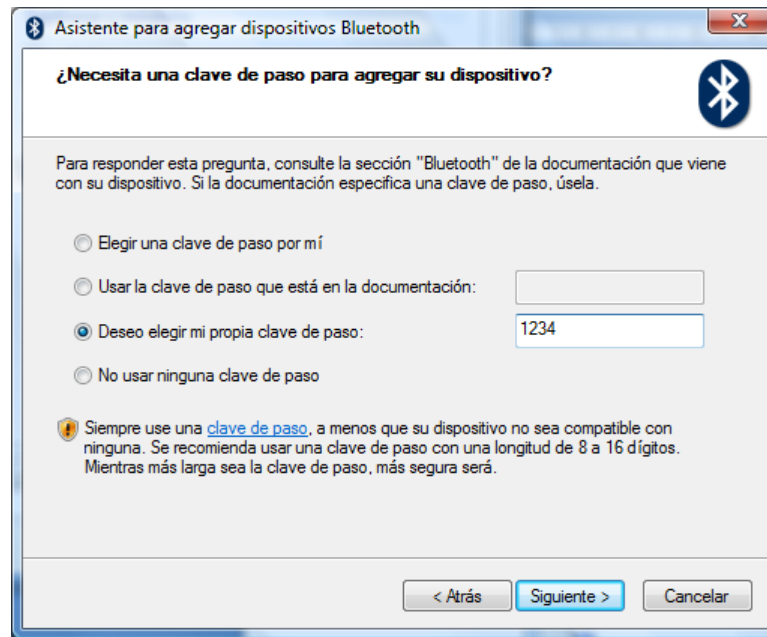 Asistente para agregar dispositivos Bluetooth
¿Necesita una clave de paso para agregar su dispositivo?
Para responder esta pregunta, consulte la sección "Bluetooth" de la documentación que viene
con su dispositivo. Si la documentación especifica una clave de paso, úsela.
Elegir una clave de paso por mí
Usar la clave de paso que está en la documentación:
Deseo elegir mi propia clave de paso: 1234
No usar ninguna clave de paso
Siempre use una clave de paso, a menos que su dispositivo no sea compatible con
ninguna. Se recomienda usar una clave de paso con una longitud de 8 a 16 dígitos.
Mientras más larga sea la clave de paso, más segura será.
< Atrás Siguiente > Cancelar